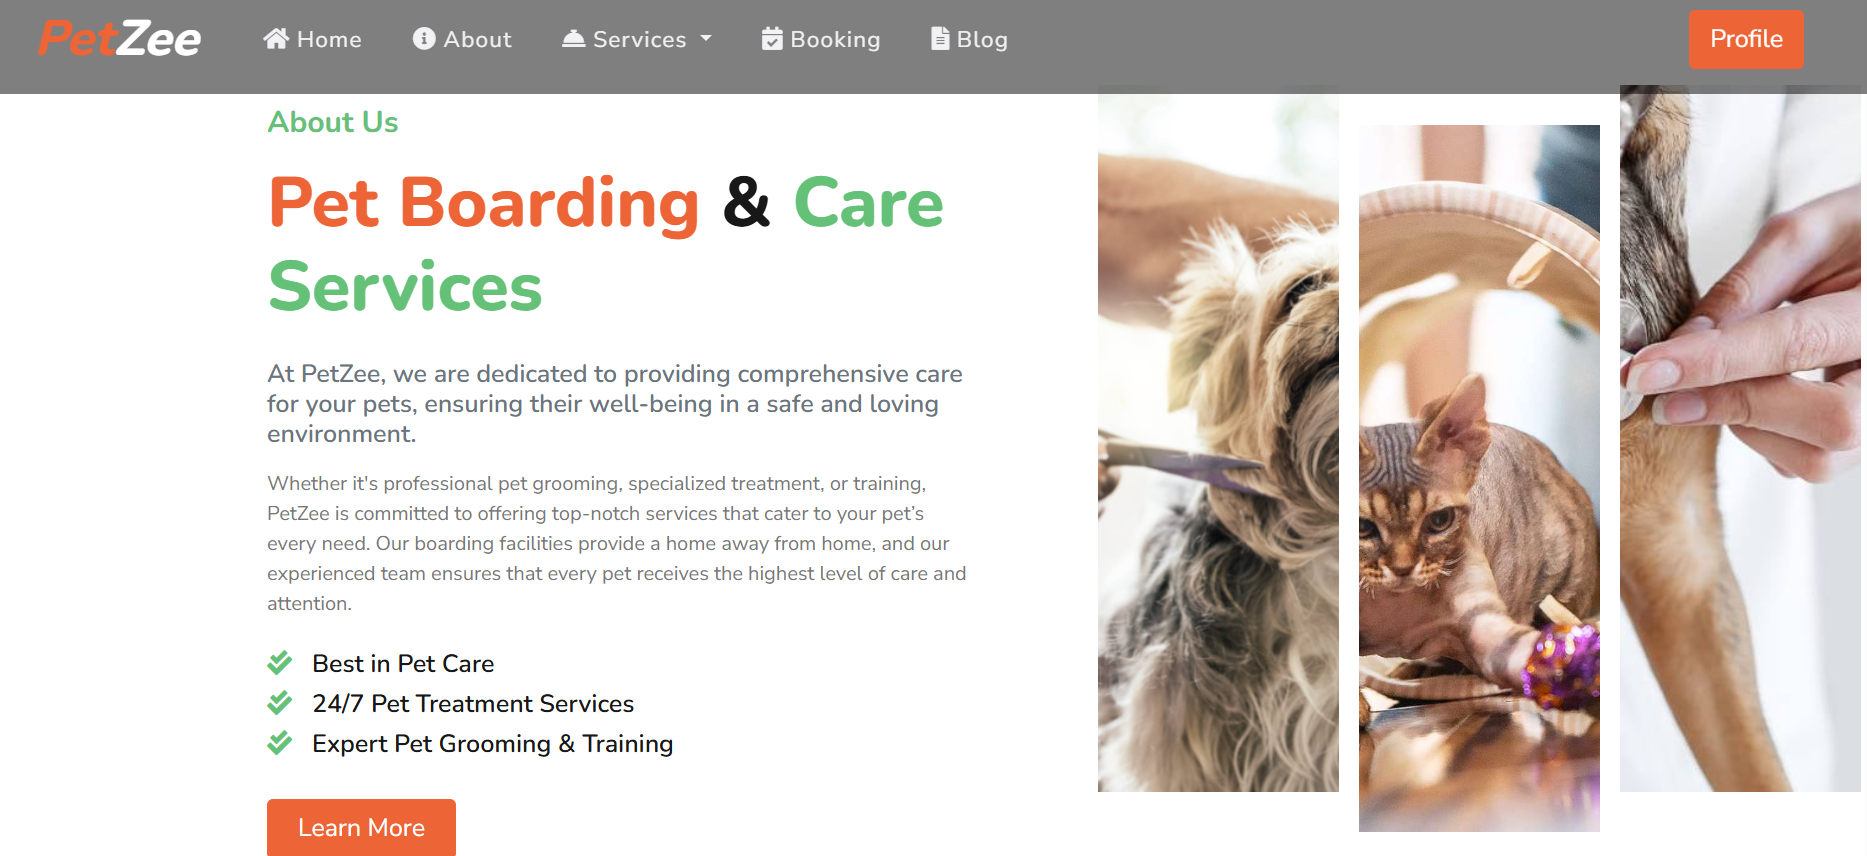 PetZee Home About Services Booking Blog Profile
About Us
Pet Boarding & Care
Services
At PetZee, we are dedicated to providing comprehensive care
for your pets, ensuring their well-being in a safe and loving
environment.
Whether it's professional pet grooming, specialized treatment, or training,
PetZee is committed to offering top-notch services that cater to your pet’s
every need. Our boarding facilities provide a home away from home, and our
experienced team ensures that every pet receives the highest level of care and
attention.
Best in Pet Care
24/7 Pet Treatment Services
Expert Pet Grooming & Training
Learn More